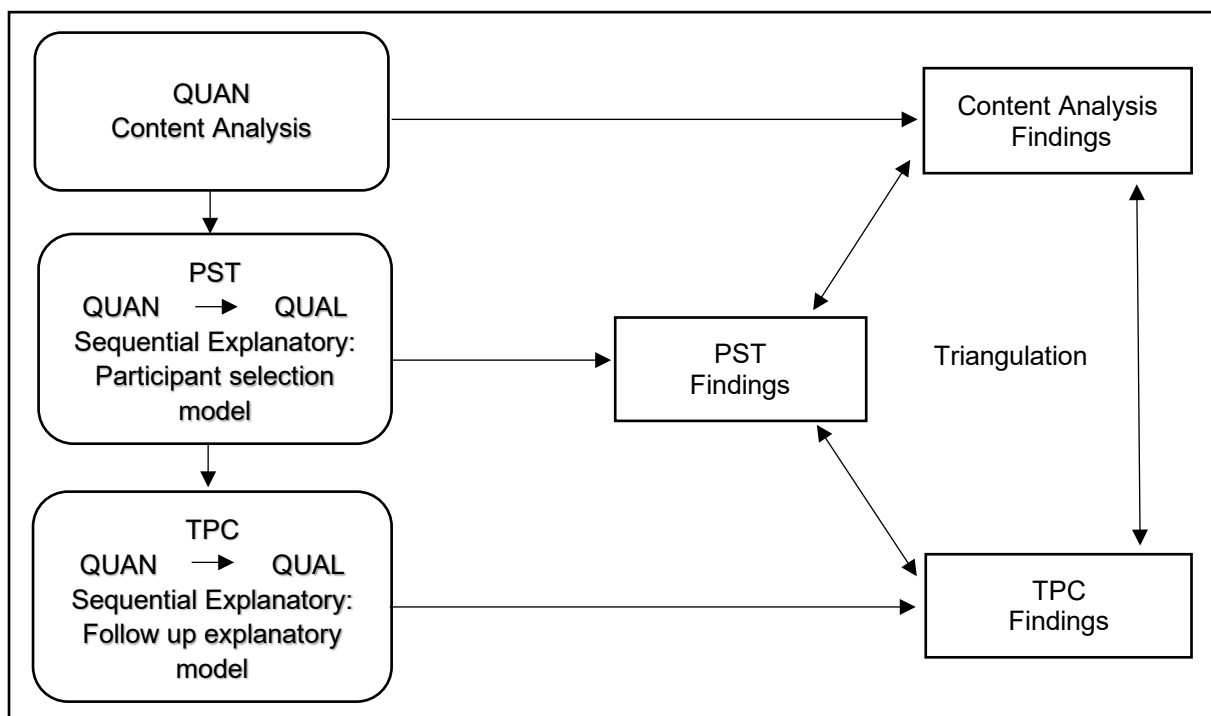 QUAN
Content Analysis
Content Analysis
Findings
PST
QUAN QUAL
Sequential Explanatory:
Participant selection
model
PST
Findings
Triangulation
TPC
QUAN QUAL
Sequential Explanatory:
Follow up explanatory
model
TPC
Findings